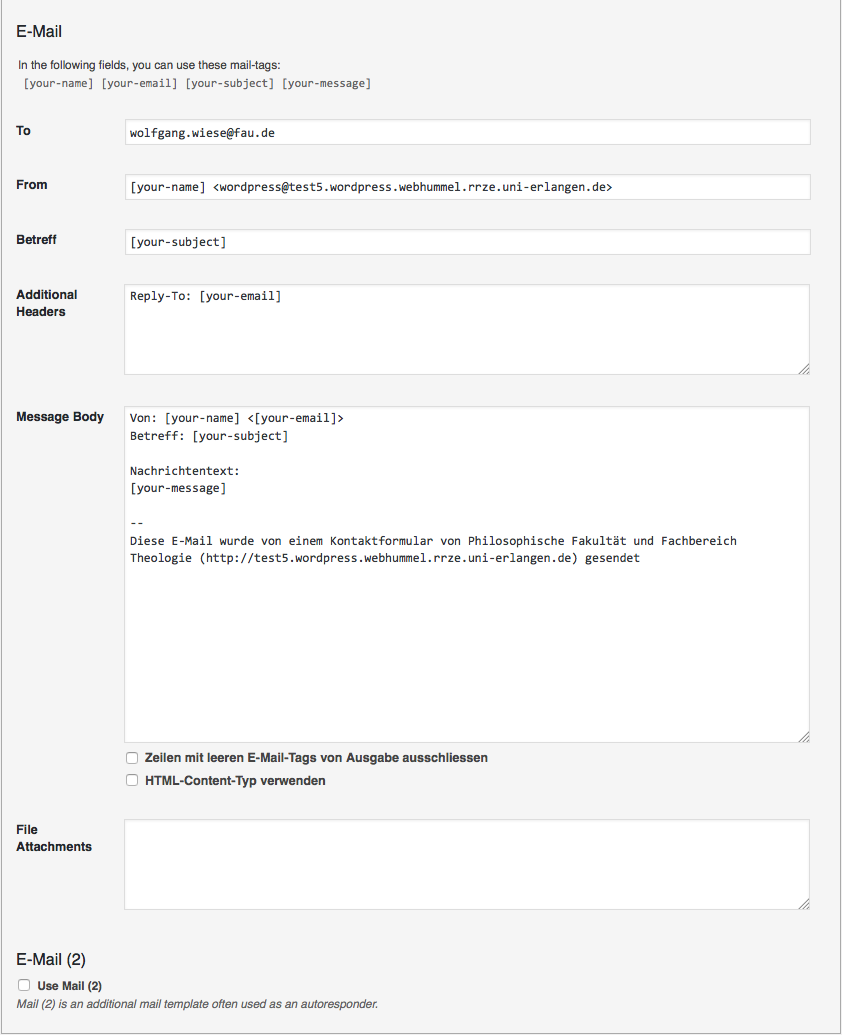 E-Mail
In the following fields, you can use these mail-tags:
[your-name] [your-email] [your-subject] [your-message]
To
wolfgang.wiese@fau.de
From
[your-name] <wordpress@test5.wordpress.webhummel.rrze.uni-erlangen.de>
Betreff
[your-subject]
Additional
Headers
Reply-To: [your-email]
Message Body
Von: [your-name] <[your-email]>
Betreff: [your-subject]
Nachrichtentext:
[your-message]
--
Diese E-Mail wurde von einem Kontaktformular von Philosophische Fakultät und Fachbereich
Theologie (http://test5.wordpress.webhummel.rrze.uni-erlangen.de) gesendet
Zeilen mit leeren E-Mail-Tags von Ausgabe ausschliessen
HTML-Content-Typ verwenden
File
Attachments
E-Mail (2)
Use Mail (2)
Mail (2) is an additional mail template often used as an autoresponder.